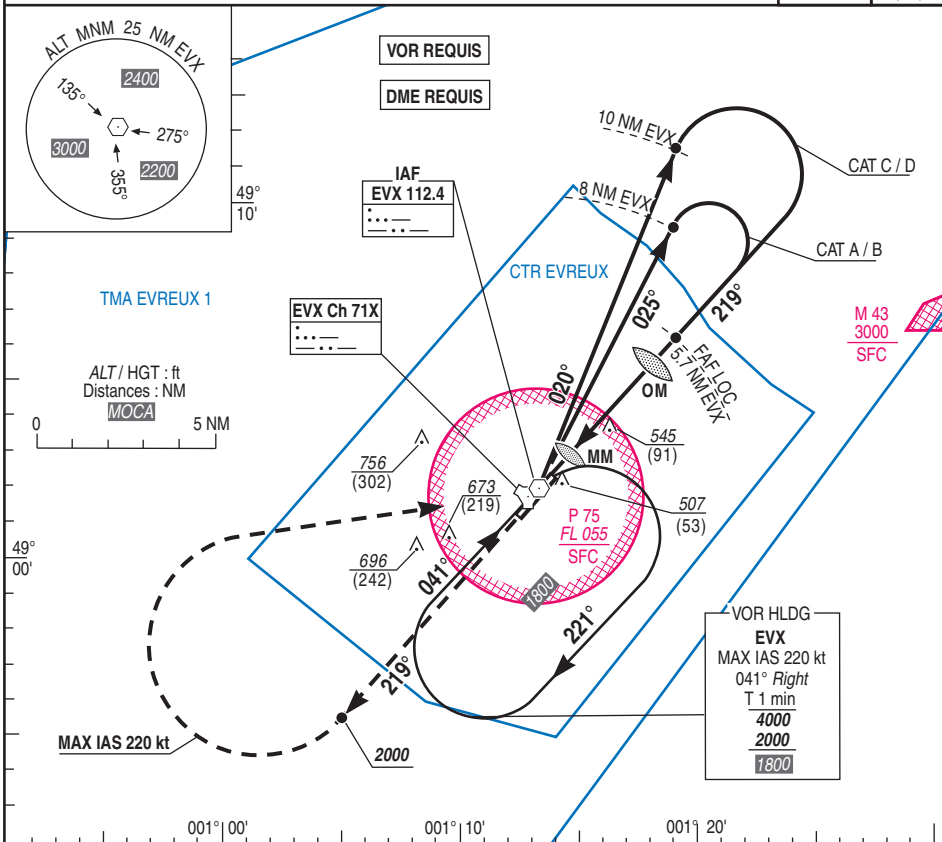 ALT MNM 25 NM EVX
2400
135°
275°
3000
2200
355°
49°
10'
VOR REQUIS
DME REQUIS
10 NM EVX
CAT C / D
IAF
EVX 112.4
8 NM EVX
CAT A / B
CTR EVREUX
TMA EVREUX 1
EVX Ch 71X
025°
219°
M 43
3000
SFC
ALT / HGT : ft
Distances : NM
MOCA
0 5 NM
FAF LOC
5.7 NM EVX
OM
020°
545
(91)
MM
756
(302)
673
(219)
507
(53)
P 75
FL 055
SFC
696
(242)
49°
00'
041°
1800
221°
219°
VOR HLDG
EVX
MAX IAS 220 kt
041° Right
T 1 min
4000
2000
1800
MAX IAS 220 kt
2000
001° 00'
001° 10'
001° 20'